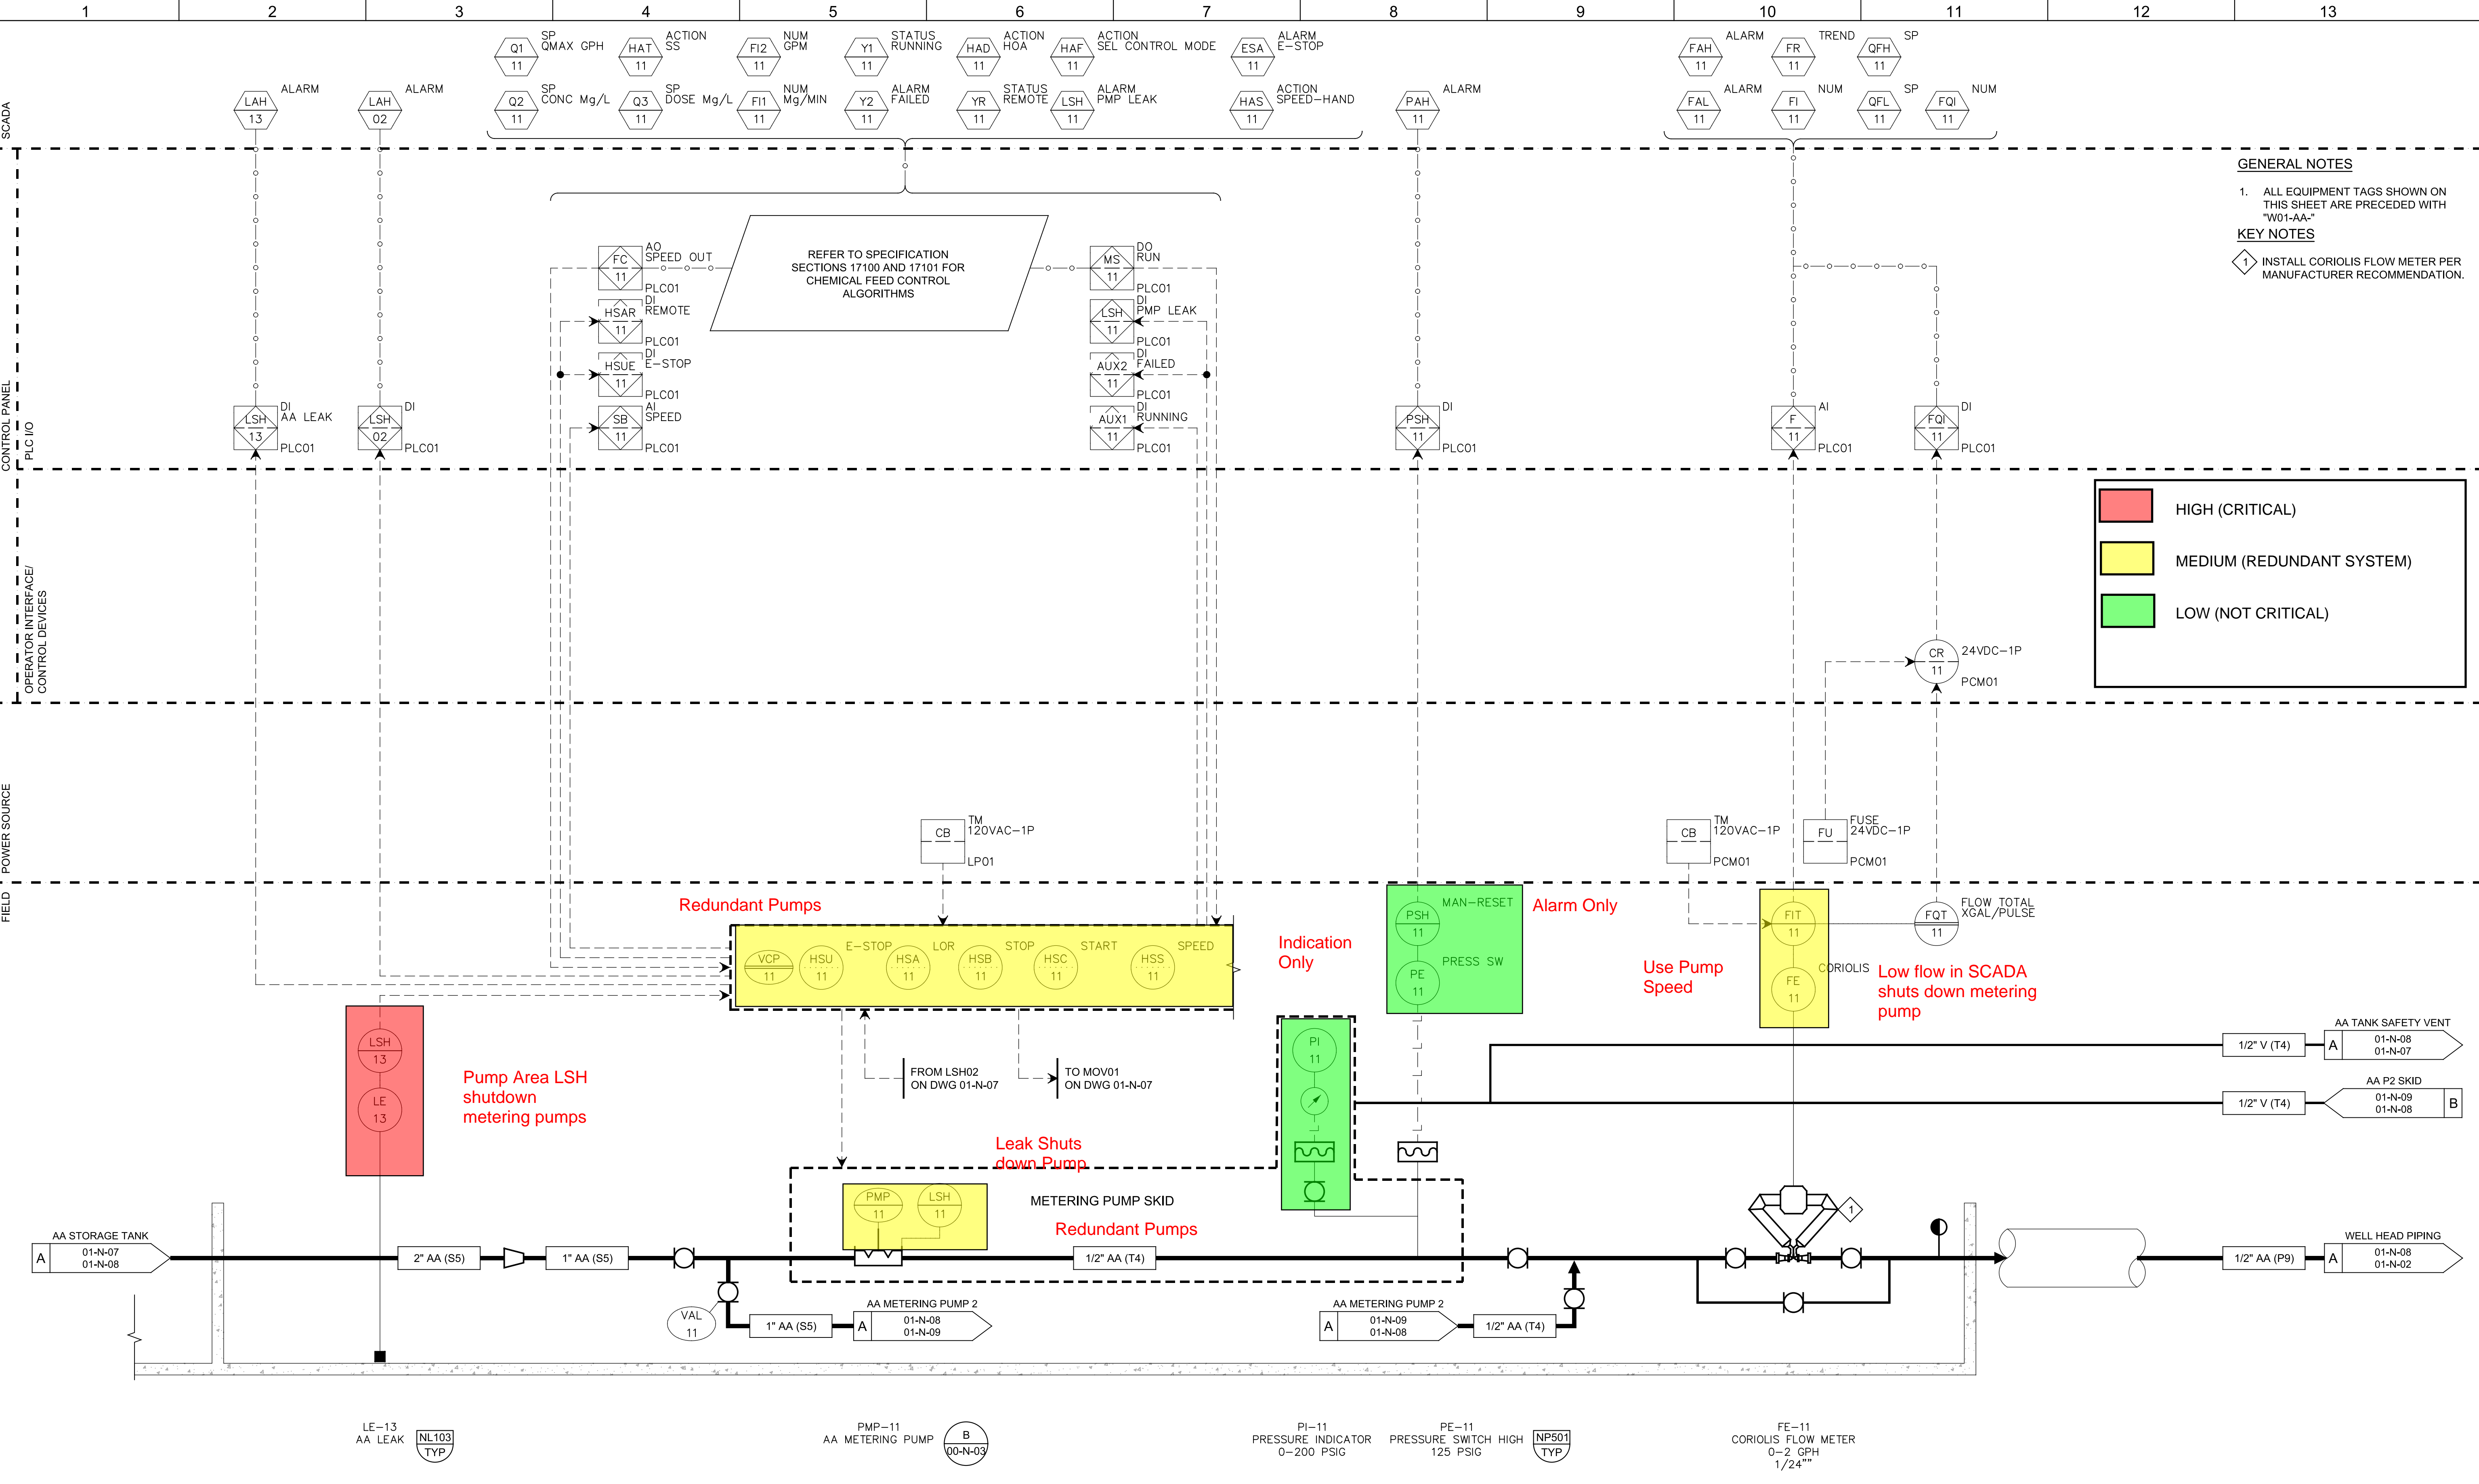 1 2 3 4 5 6 7 8 9 10 11 12 13
SCADA
LAH
13
ALARM
LAH
02
ALARM
Q1
11
SP
QMAX GPH
HAT
11
ACTION
SS
FI2
11
NUM
GPM
Y1
11
STATUS
RUNNING
HAD
11
ACTION
HOA
HAF
11
ACTION
SEL CONTROL MODE
ESA
11
ALARM
E-STOP
Q2
11
SP
CONC Mg/L
Q3
11
SP
DOSE Mg/L
FI1
11
NUM
Mg/MIN
Y2
11
ALARM
FAILED
YR
11
STATUS
REMOTE
LSH
11
ALARM
PMP LEAK
HAS
11
ACTION
SPEED-HAND
PAH
11
ALARM
FAH
11
ALARM
FR
11
TREND
QFH
11
SP
FAL
11
ALARM
FI
11
NUM
QFL
11
SP
FQI
11
NUM
GENERAL NOTES
1. ALL EQUIPMENT TAGS SHOWN ON
THIS SHEET ARE PRECEDED WITH
"W01-AA-"
KEY NOTES
1 INSTALL CORIOLIS FLOW METER PER
MANUFACTURER RECOMMENDATION.
CONTROL PANEL
PLC I/O
LSH
13
DI
AA LEAK
PLC01
LSH
02
DI
PLC01
FC
11
AO
SPEED OUT
PLC01
HSAR
11
DI
REMOTE
PLC01
HSUE
11
DI
E-STOP
PLC01
SB
11
AI
SPEED
PLC01
REFER TO SPECIFICATION
SECTIONS 17100 AND 17101 FOR
CHEMICAL FEED CONTROL
ALGORITHMS
MS
11
DO
RUN
PLC01
LSH
11
DI
PMP LEAK
PLC01
AUX2
11
DI
FAILED
PLC01
AUX1
11
DI
RUNNING
PLC01
PSH
11
DI
PLC01
F
11
AI
PLC01
FQI
11
DI
PLC01
HIGH (CRITICAL)
MEDIUM (REDUNDANT SYSTEM)
LOW (NOT CRITICAL)
OPERATOR INTERFACE/
CONTROL DEVICES
CR
11
24VDC-1P
PCM01
POWER SOURCE
CB
TM
120VAC-1P
LP01
CB
TM
120VAC-1P
PCM01
FU
FUSE
24VDC-1P
PCM01
FIELD
Redundant Pumps
VCP
11
HSU
11
E-STOP
HSA
11
LOR
HSB
11
STOP
HSC
11
START
HSS
11
SPEED
Indication
Only
PSH
11
MAN-RESET
PE
11
PRESS SW
Alarm Only
Use Pump
Speed
FIT
11
FE
11
CORIOLIS
FQT
11
FLOW TOTAL
XGAL/PULSE
Low flow in SCADA
shuts down metering
pump
LSH
13
LE
13
Pump Area LSH
shutdown
metering pumps
FROM LSH02
ON DWG 01-N-07
TO MOV01
ON DWG 01-N-07
PI
11
1/2" V (T4)
AA TANK SAFETY VENT
A
01-N-08
01-N-07
1/2" V (T4)
AA P2 SKID
01-N-09
01-N-08
B
Leak Shuts
down Pump
PMP
11
LSH
11
METERING PUMP SKID
Redundant Pumps
1
AA STORAGE TANK
A
01-N-07
01-N-08
2" AA (S5)
1" AA (S5)
1/2" AA (T4)
1/2" AA (P9)
WELL HEAD PIPING
A
01-N-08
01-N-02
VAL
11
1" AA (S5)
AA METERING PUMP 2
A
01-N-08
01-N-09
AA METERING PUMP 2
A
01-N-09
01-N-08
1/2" AA (T4)
LE-13
AA LEAK
NL103
TYP
PMP-11
AA METERING PUMP
B
00-N-03
PI-11
PRESSURE INDICATOR
0-200 PSIG
PE-11
PRESSURE SWITCH HIGH
125 PSIG
NP501
TYP
FE-11
CORIOLIS FLOW METER
0-2 GPH
1/24""